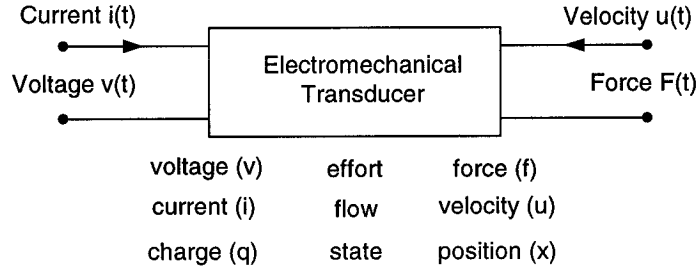 Current i(t)
Velocity u(t)
Electromechanical
Transducer
Voltage v(t)
Force F(t)
voltage (v) effort force (f)
current (i) flow velocity (u)
charge (q) state position (x)